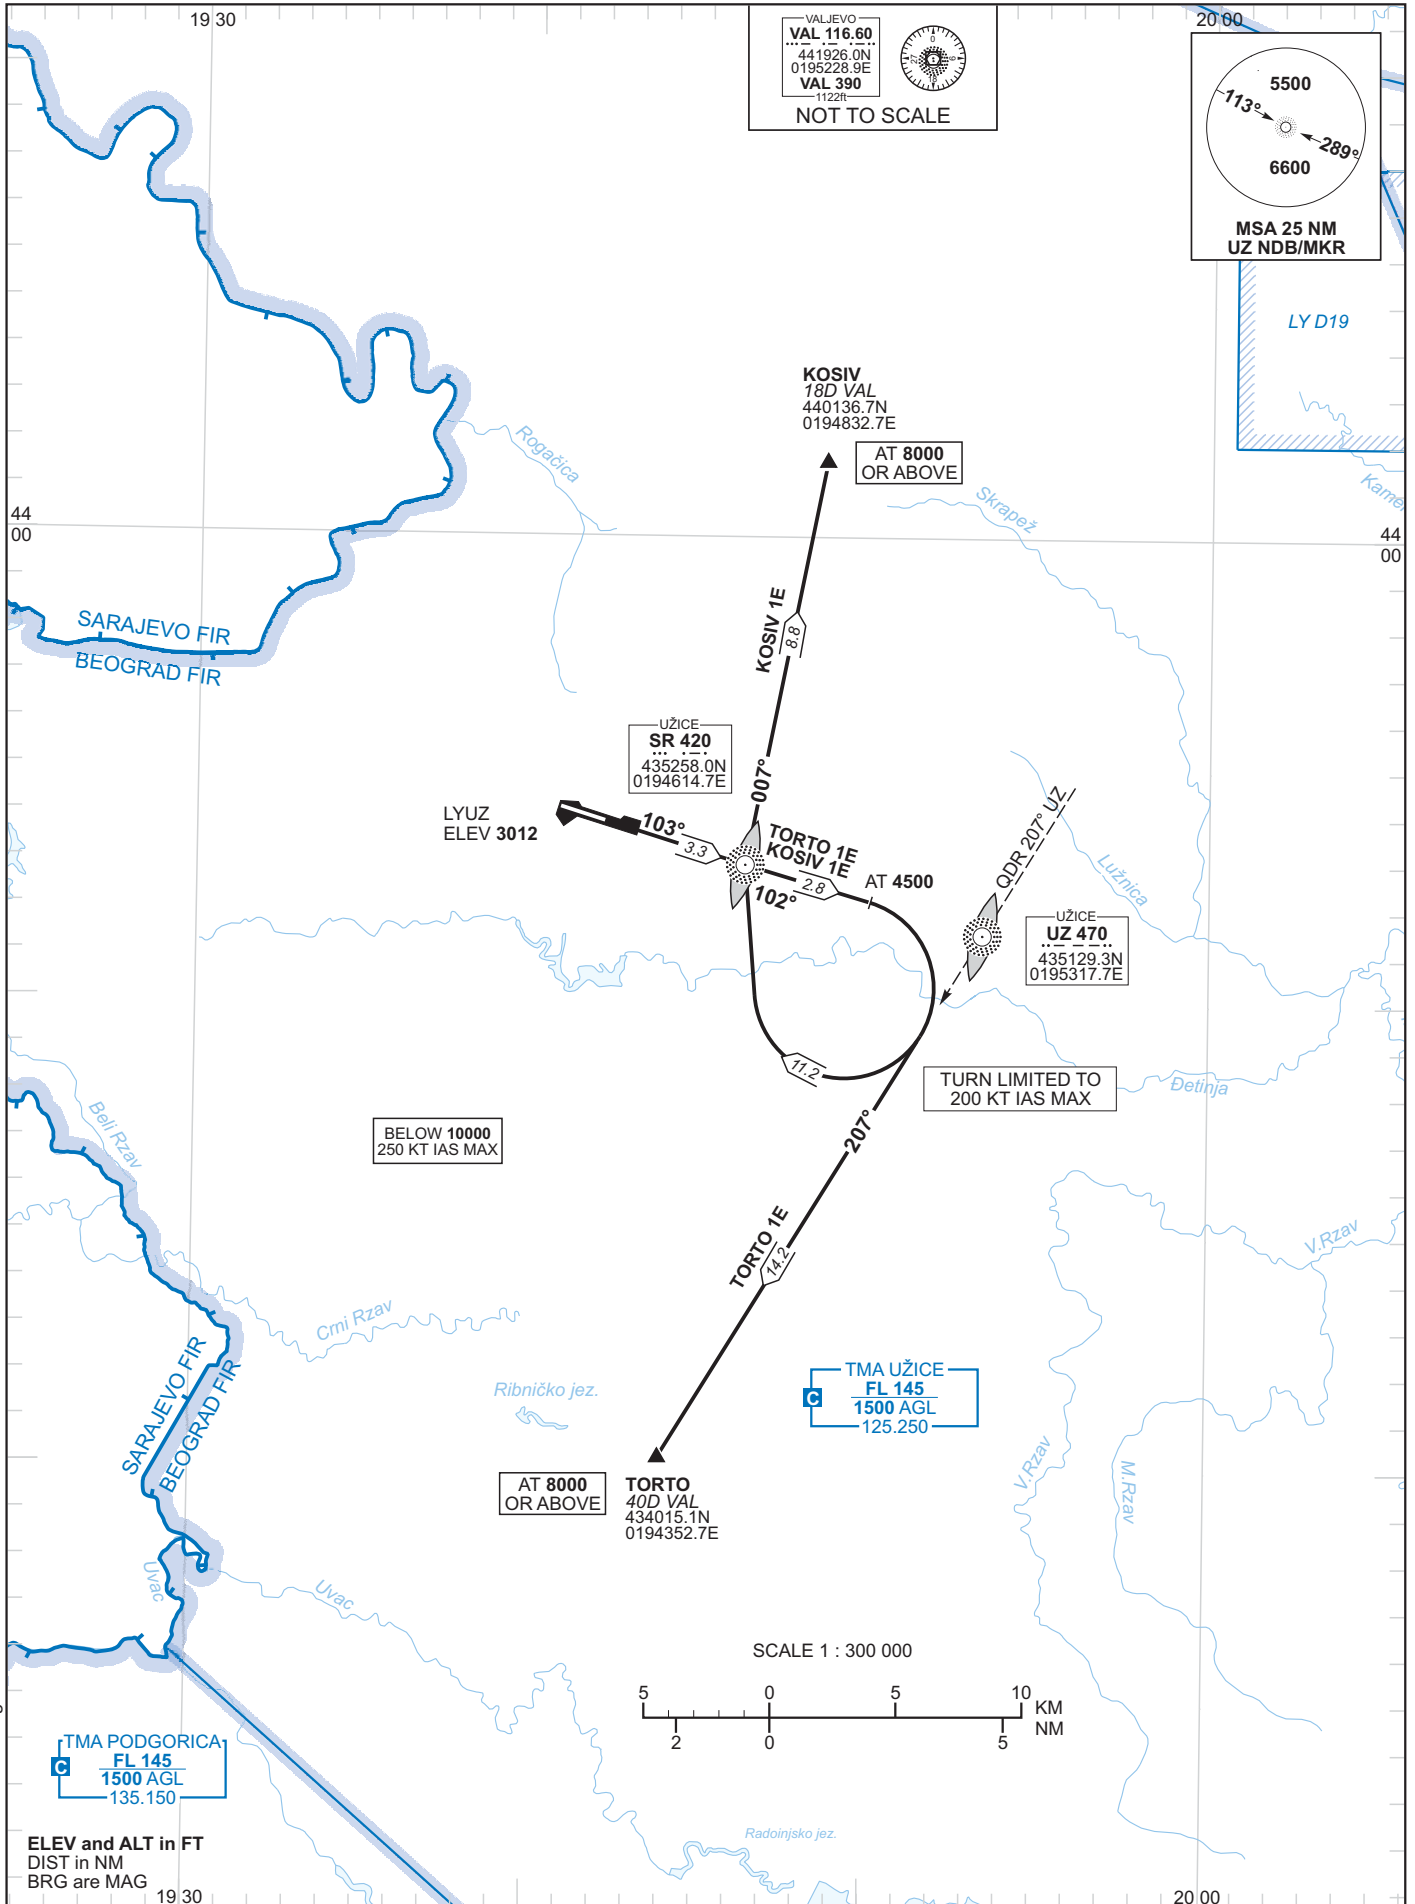 19 30
20 00
VALJEVO
VAL 116.60
441926.0N
0195228.9E
VAL 390
1122ft
0
9
18
27
NOT TO SCALE
5500
113°
289°
6600
MSA 25 NM
UZ NDB/MKR
LY D19
KOSIV
18D VAL
440136.7N
0194832.7E
AT 8000
OR ABOVE
Rogačica
Skrapež
44
00
44
00
SARAJEVO FIR
BEOGRAD FIR
KOSIV 1E
8.8
UŽICE
SR 420
435258.0N
0194614.7E
007°
LYUZ
ELEV 3012
103°
3.3
TORTO 1E
KOSIV 1E
2.8
102°
AT 4500
QDR 207° UZ
Lužnica
UŽICE
UZ 470
435129.3N
0195317.7E
11.2
TURN LIMITED TO
200 KT IAS MAX
Đetinja
Beli Rzav
BELOW 10000
250 KT IAS MAX
207°
TORTO 1E
14.2
V.Rzav
Crni Rzav
SARAJEVO FIR
BEOGRAD FIR
Ribničko jez.
TMA UŽICE
C
FL 145
1500 AGL
125.250
V.Rzav
M.Rzav
AT 8000
OR ABOVE
TORTO
40D VAL
434015.1N
0194352.7E
Uvac
Uvac
SCALE 1 : 300 000
5 0 5 10 KM
2 0 5 NM
TMA PODGORICA
C
FL 145
1500 AGL
135.150
Radoinjsko jez.
ELEV and ALT in FT
DIST in NM
BRG are MAG
19 30
20 00